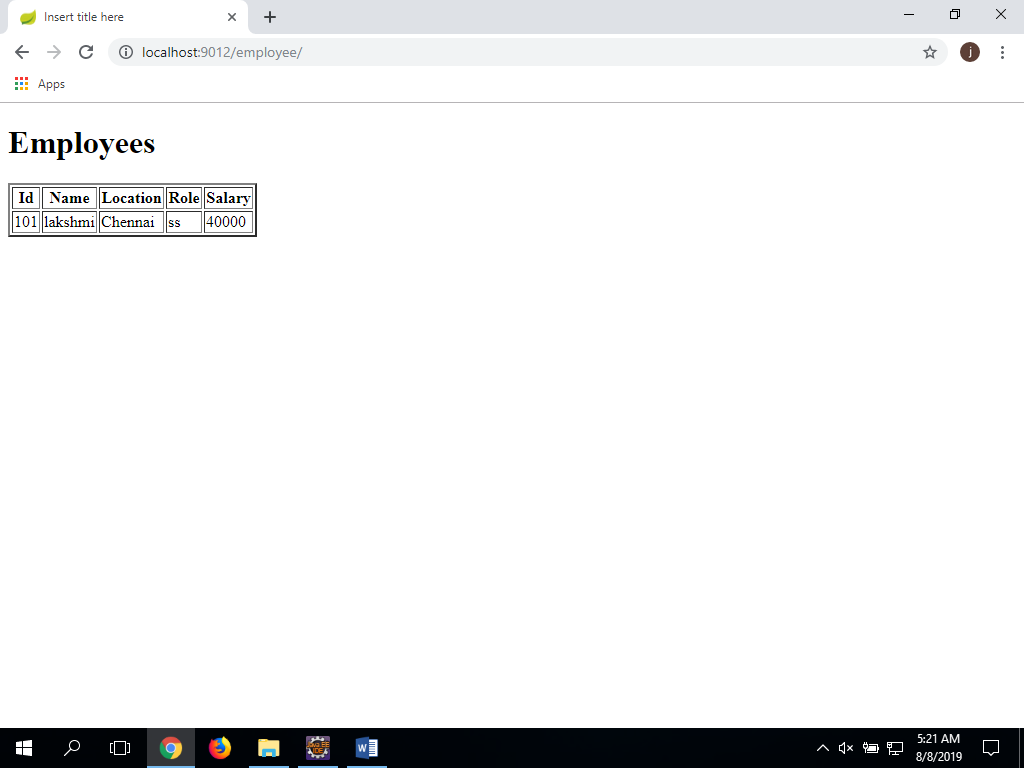 Insert title here
localhost:9012/employee/
j
Apps
Employees
Id Name Location Role Salary
101 lakshmi Chennai ss 40000
W
5:21 AM
8/8/2019